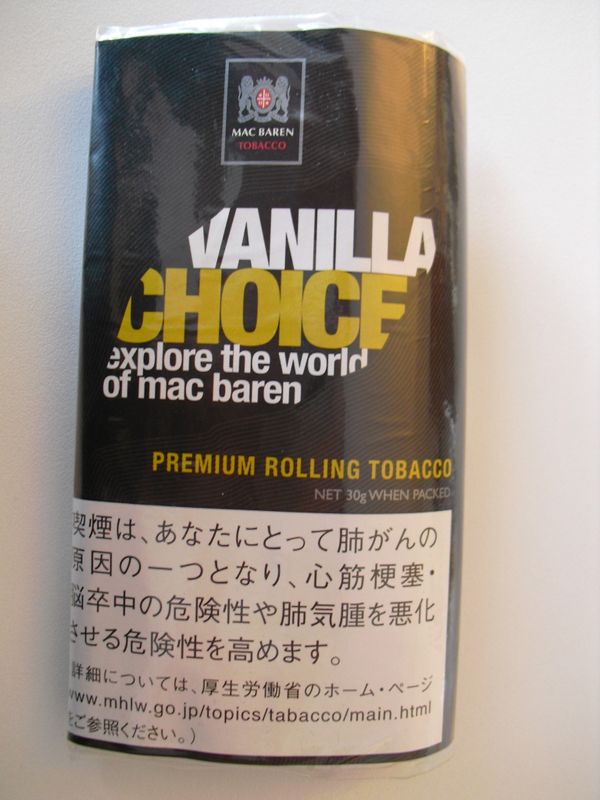 MAC BAREN
TOBACCO
VANILLA
CHOICE
explore the world
of mac baren
PREMIUM ROLLING TOBACCO
NET 30g WHEN PACKED
喫煙は、あなたにとって肺がんの
原因の一つとなり、心筋梗塞・
脳卒中の危険性や肺気腫を悪化
させる危険性を高めます。
詳細については、厚生労働省のホーム・ページ
www.mhlw.go.jp/topics/tabacco/main.html
をご参照ください。)